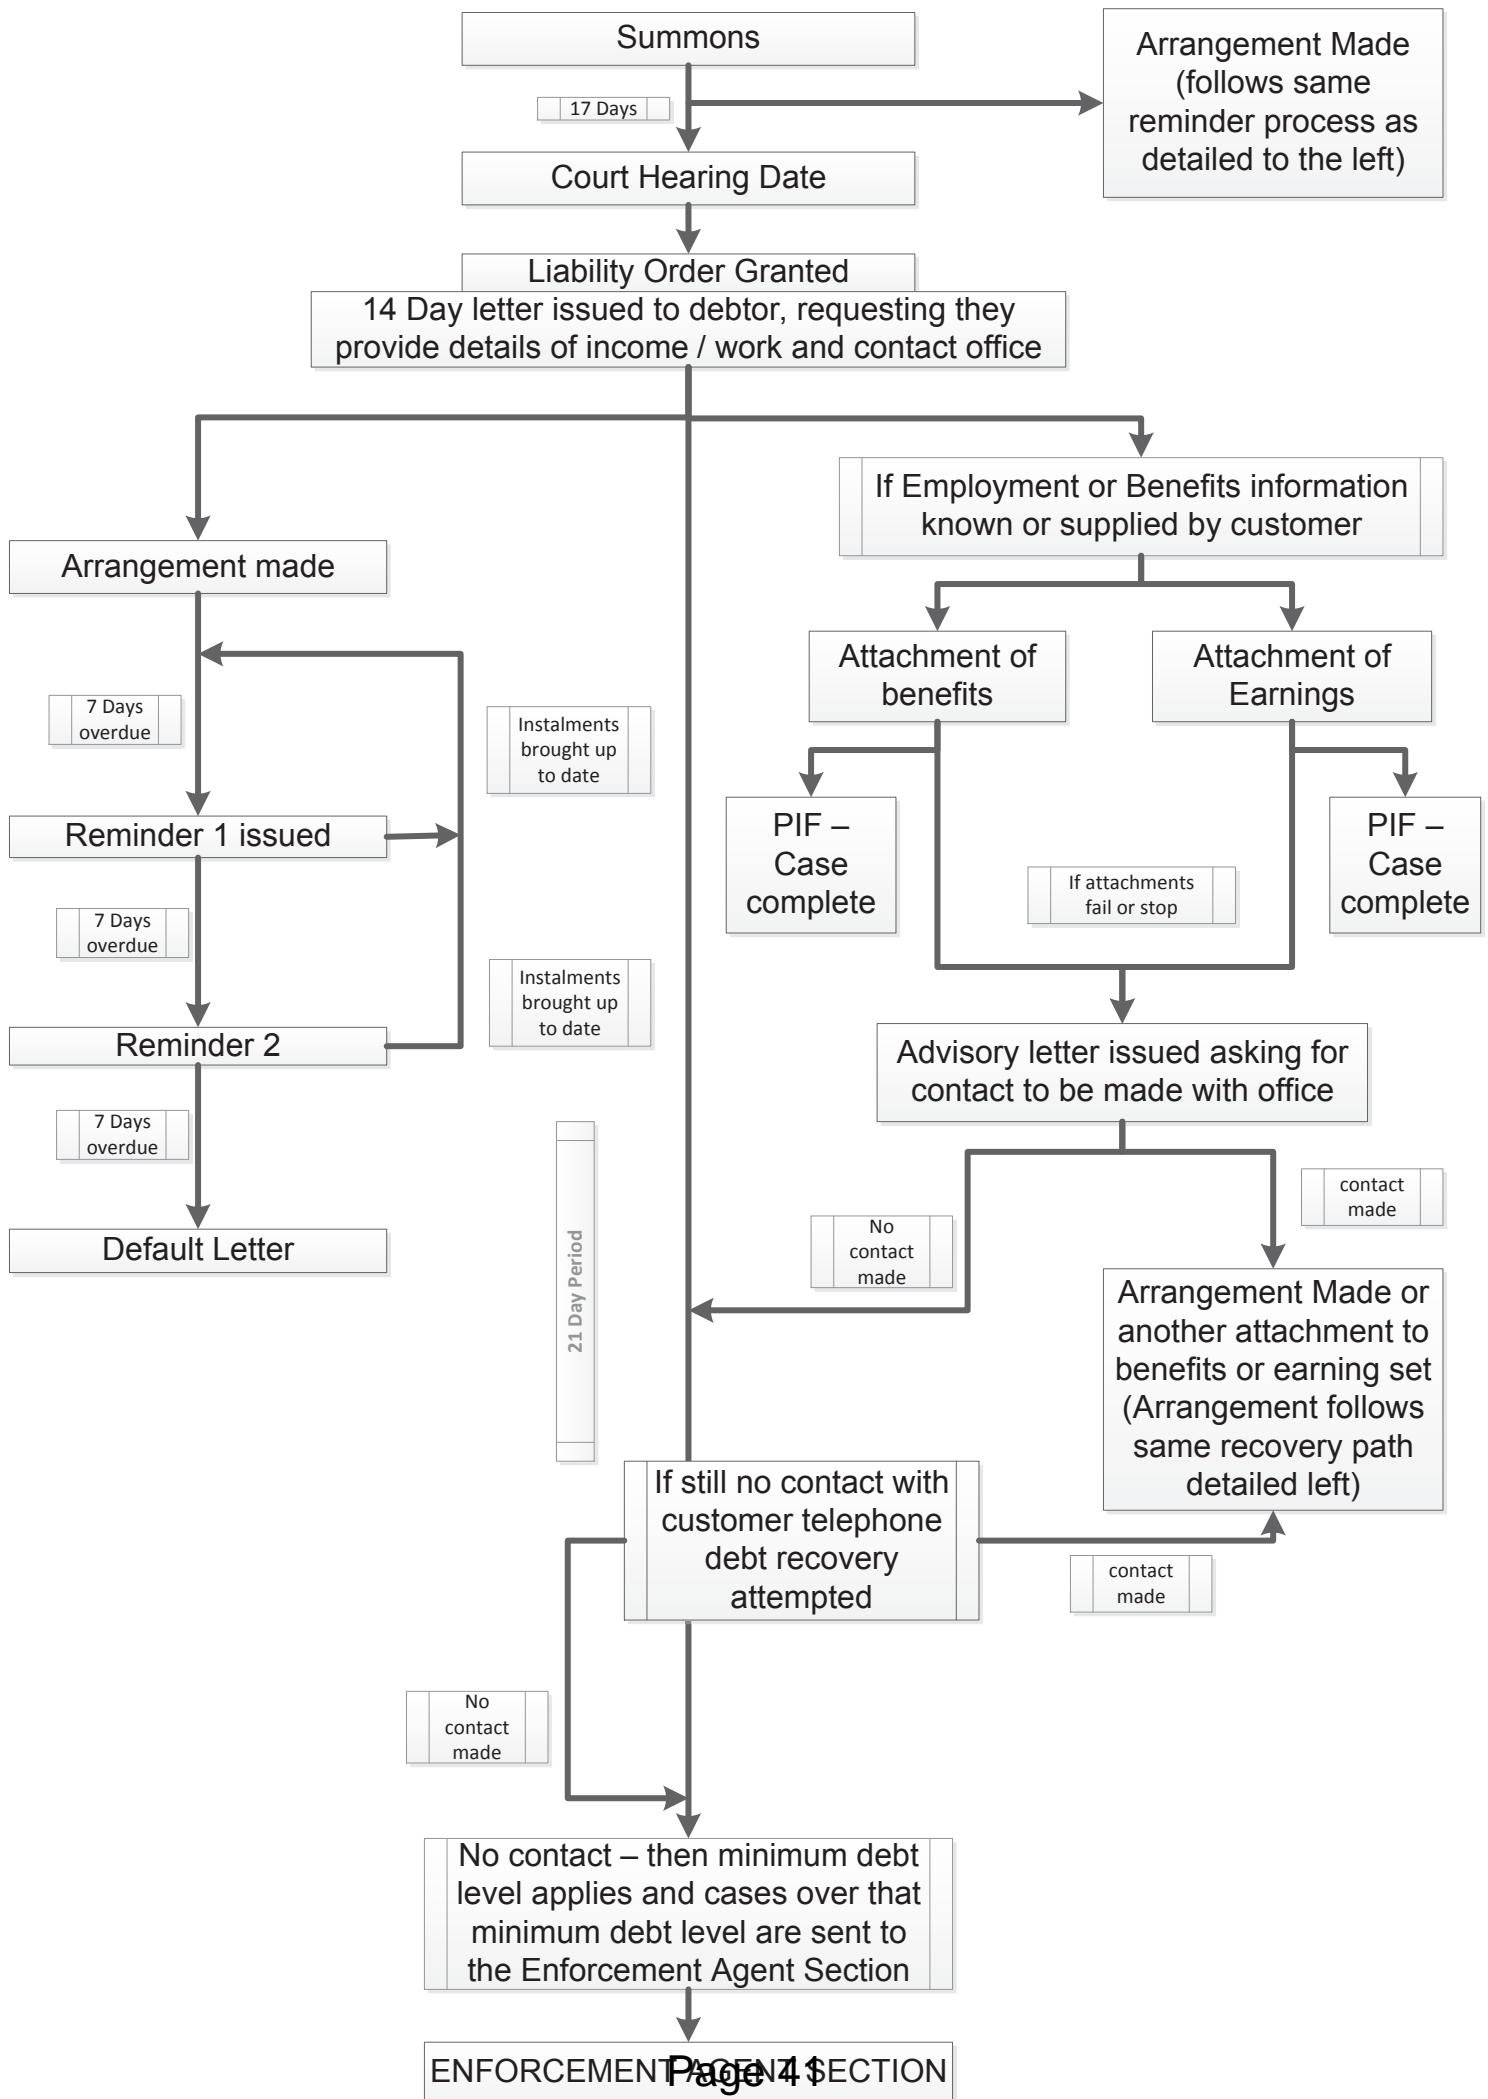 Summons
17 Days
Arrangement Made
(follows same
reminder process as
detailed to the left)
Court Hearing Date
Liability Order Granted
14 Day letter issued to debtor, requesting they
provide details of income / work and contact office
If Employment or Benefits information
known or supplied by customer
Arrangement made
Attachment of
benefits
Attachment of
Earnings
7 Days
overdue
Instalments
brought up
to date
Reminder 1 issued
PIF –
Case
complete
If attachments
fail or stop
PIF –
Case
complete
7 Days
overdue
Instalments
brought up
to date
Reminder 2
Advisory letter issued asking for
contact to be made with office
7 Days
overdue
21 Day Period
No
contact
made
contact
made
Default Letter
Arrangement Made or
another attachment to
benefits or earning set
(Arrangement follows
same recovery path
detailed left)
If still no contact with
customer telephone
debt recovery
attempted
contact
made
No
contact
made
No contact – then minimum debt
level applies and cases over that
minimum debt level are sent to
the Enforcement Agent Section
ENFORCEMENT AGENT SECTION
Page 41